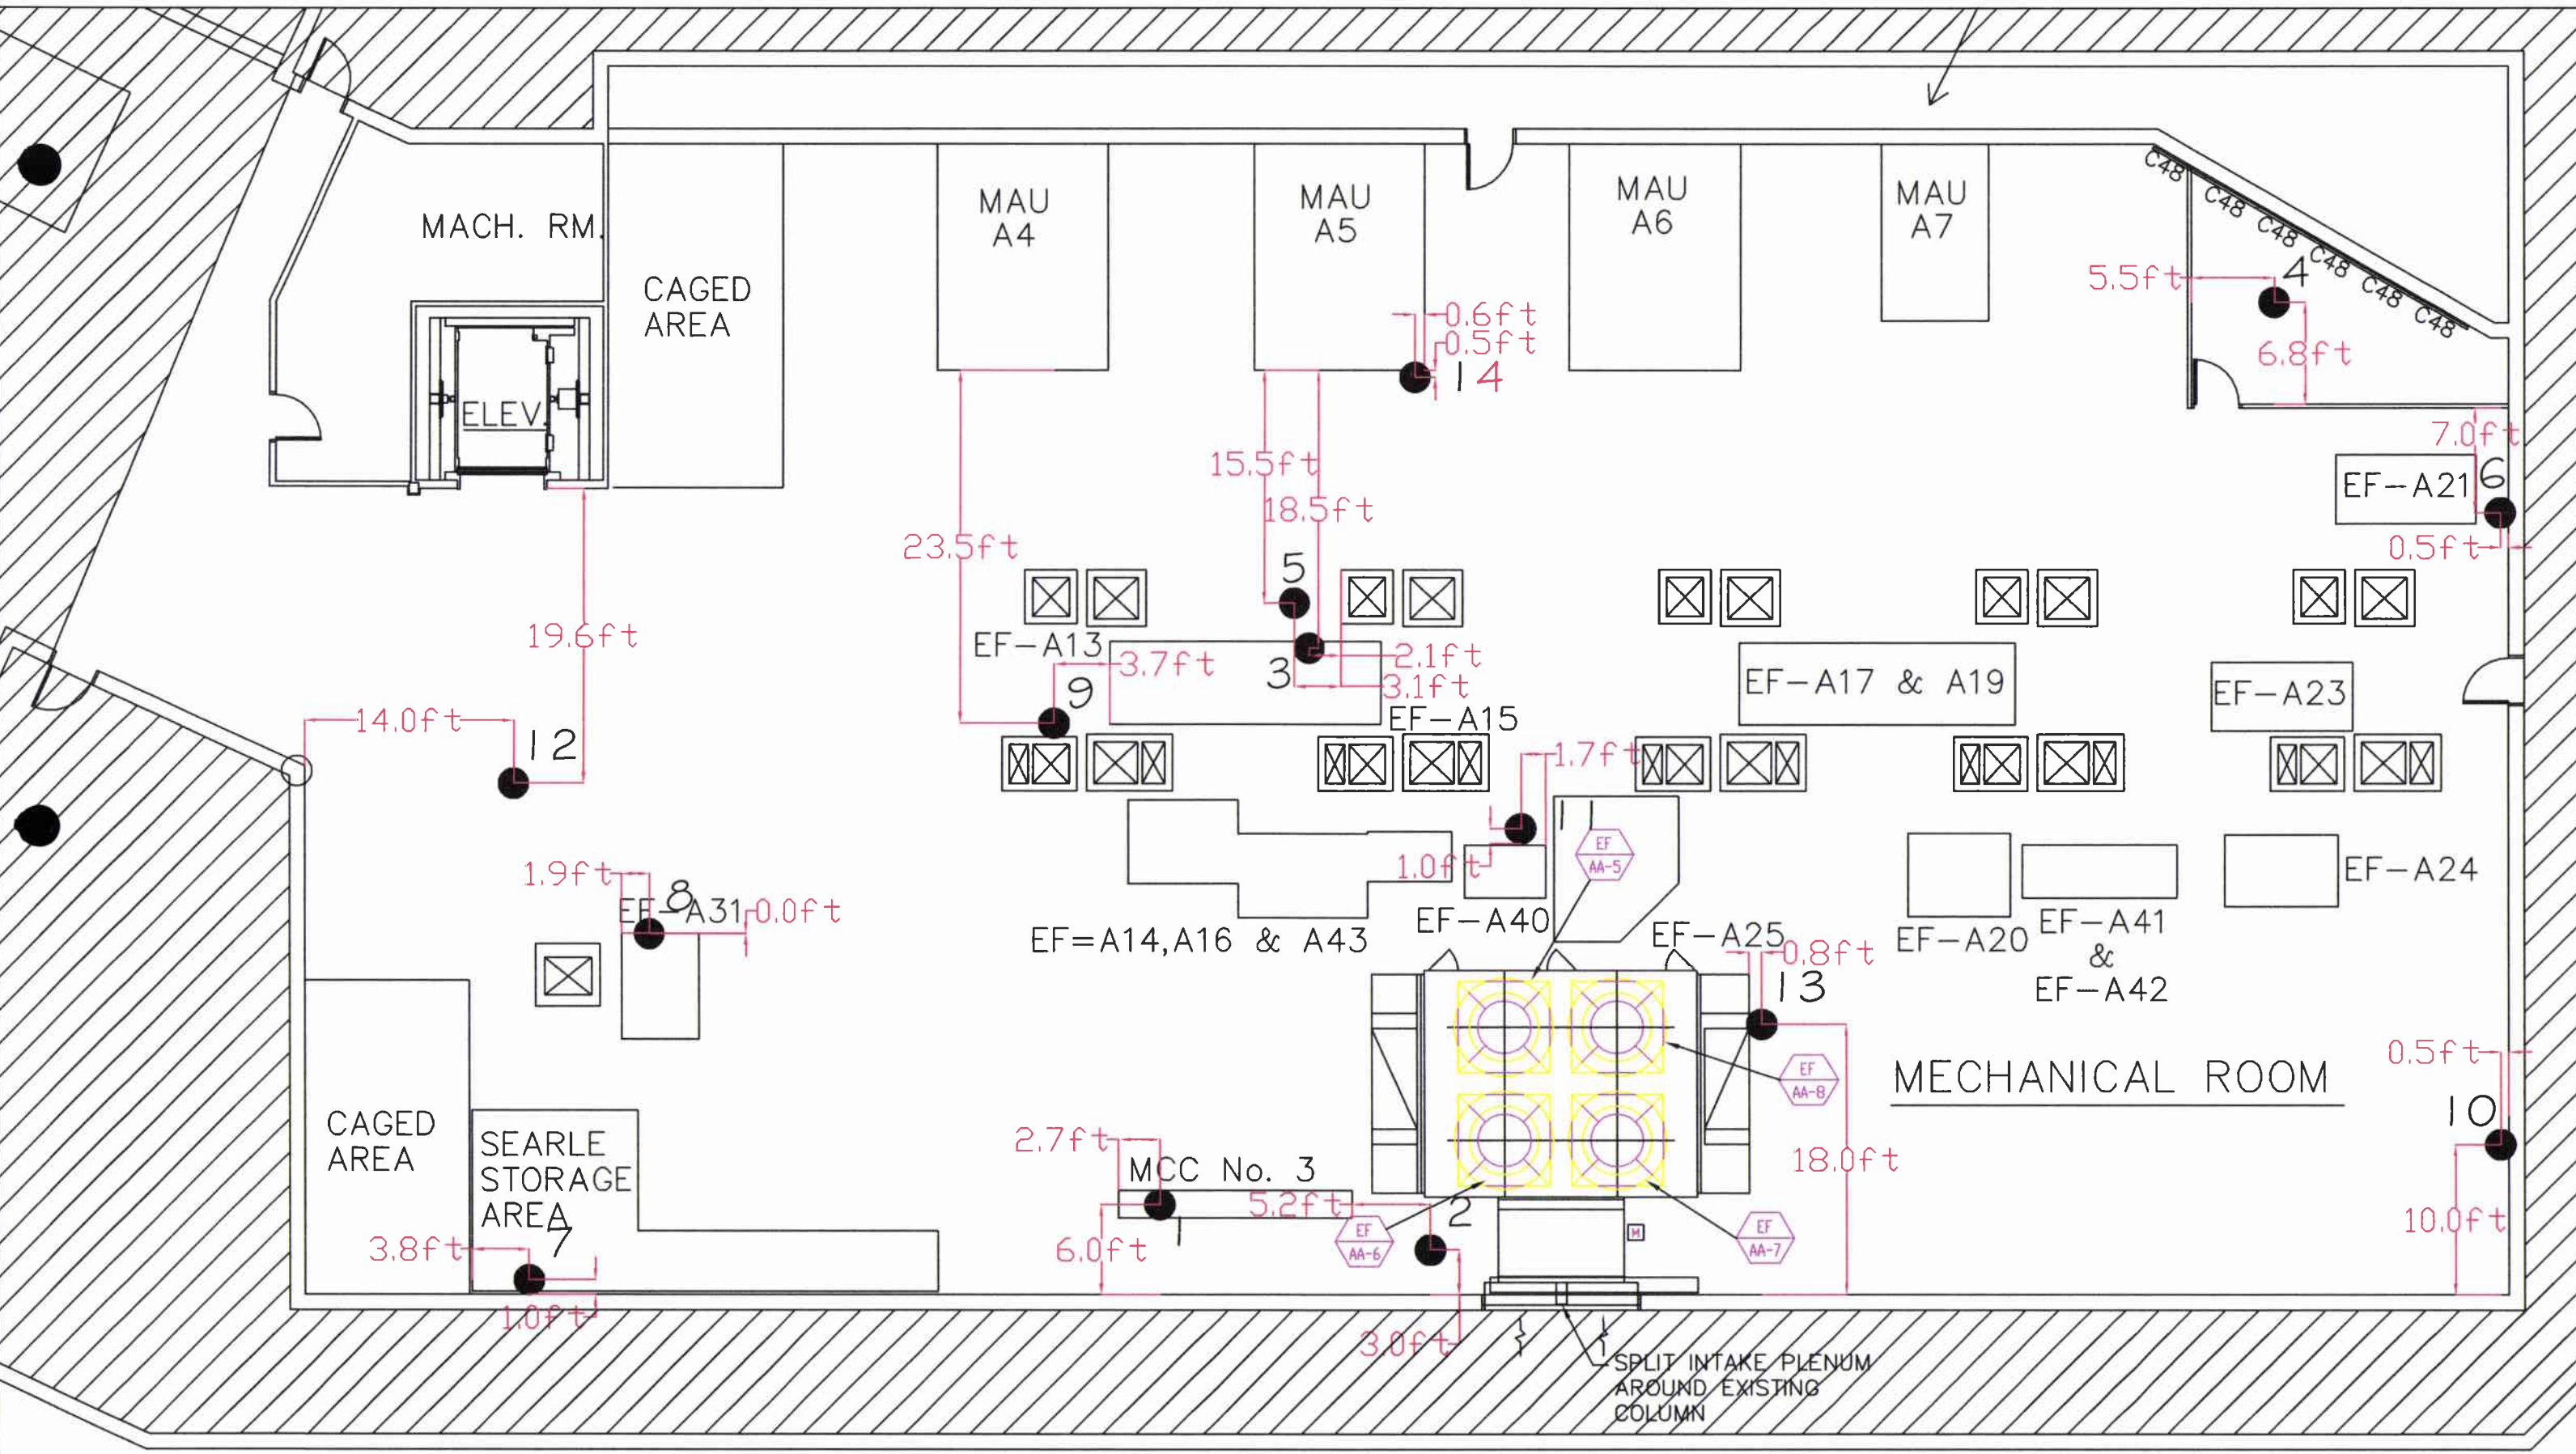 MACH. RM.
CAGED
AREA
MAU
A4
MAU
A5
MAU
A6
MAU
A7
C48
C48
C48
C48
C48
C48
5.5ft
4
6.8ft
0.6ft
0.5ft
14
ELEV.
7.0ft
EF-A21
6
0.5ft
15.5ft
18.5ft
23.5ft
5
19.6ft
EF-A13
3.7ft
3
2.1ft
3.1ft
9
EF-A15
EF-A17 & A19
EF-A23
14.0ft
12
1.7ft
11
1.0ft
EF
AA-5
1.9ft
8
EF-A31
0.0ft
EF=A14,A16 & A43
EF-A40
EF-A25
0.8ft
13
EF-A20
EF-A41
&
EF-A42
EF-A24
MECHANICAL ROOM
EF
AA-8
0.5ft
10
10.0ft
18.0ft
CAGED
AREA
SEARLE
STORAGE
AREA
7
3.8ft
1.0ft
2.7ft
MCC No. 3
1
5.2ft
6.0ft
2
EF
AA-6
M
EF
AA-7
3.0ft
SPLIT INTAKE PLENUM
AROUND EXISTING
COLUMN